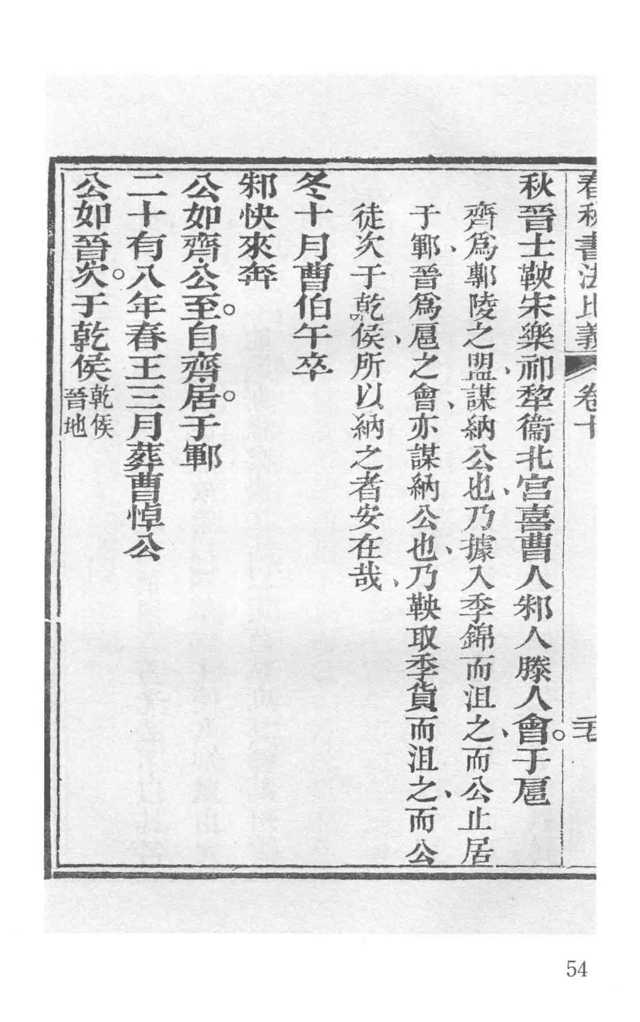 春秋書法比義 卷十
秋晉士鞅宋樂祁犂衞北宮喜曹人邾人滕人會于扈
齊爲鄟陵之盟謀納公也乃據入季錦而沮之而公止居
于鄆晉爲扈之會亦謀納公也乃鞅取季貨而沮之而公
徒次于乾侯所以納之者安在哉
冬十月曹伯午卒
邾快來奔
公如齊公至自齊居于鄆
二十有八年春王三月葬曹悼公
公如晉次于乾侯乾侯
晉地
54